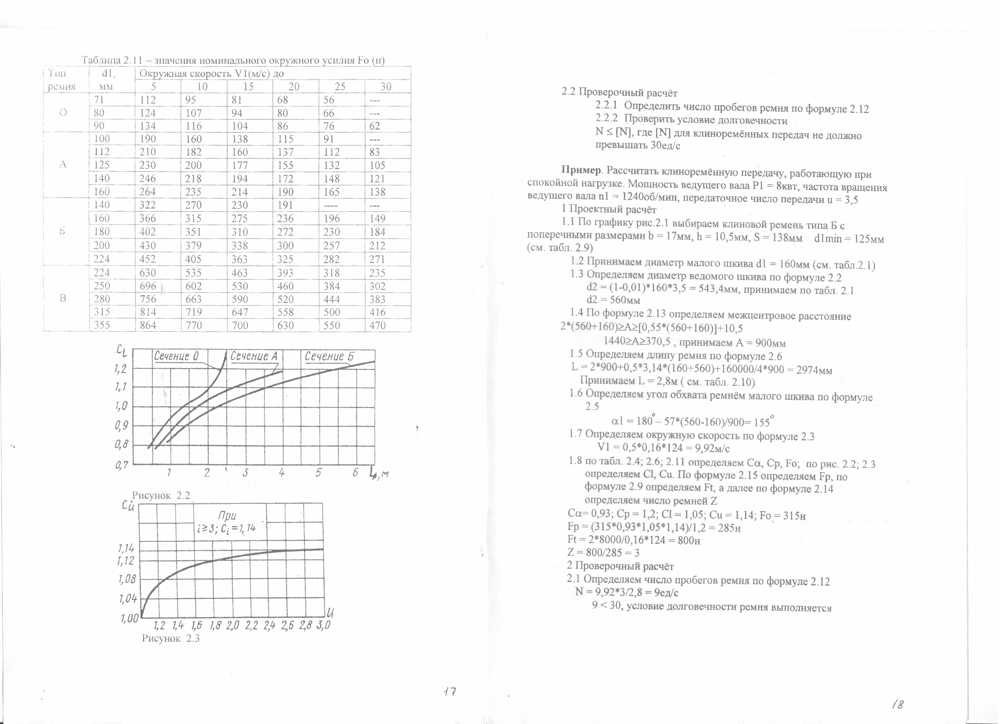 Таблица 2.11 – значения номинального окружного усилия Fo (н)
Тип ремня d1, мм Окружная скорость V1(м/с) до
5 10 15 20 25 30
О
71 112 95 81 68 56 ---
80 124 107 94 80 66 ---
90 134 116 104 86 76 62
А
100 190 160 138 115 91 ---
112 210 182 160 137 112 83
125 230 200 177 155 132 105
140 246 218 194 172 148 121
160 264 235 214 190 165 138
Б
140 322 270 230 191 ---- ---
160 366 315 275 236 196 149
180 402 351 310 272 230 184
200 430 379 338 300 257 212
224 452 405 363 325 282 271
В
224 630 535 463 393 318 235
250 696 602 530 460 384 302
280 756 663 590 520 444 383
315 814 719 647 558 500 416
355 864 770 700 630 550 470
CL
Сечение О Сечение А Сечение Б
1,2
1,1
1,0
0,9
0,8
0,7
1 2 3 4 5 6 Lp, м
Рисунок 2.2
Сu
При
i≥3; Ci=1,14
1,14
1,12
1,08
1,04
1,00
1,2 1,4 1,6 1,8 2,0 2,2 2,4 2,6 2,8 3,0 U
Рисунок 2.3
17
2.2 Проверочный расчёт
2.2.1 Определить число пробегов ремня по формуле 2.12
2.2.2 Проверить условие долговечности
N ≤ [N], где [N] для клиноремённых передач не должно
превышать 30ед/с
Пример. Рассчитать клиноремённую передачу, работающую при
спокойной нагрузке. Мощность ведущего вала P1 = 8квт, частота вращения
ведущего вала n1 = 1240об/мин, передаточное число передачи u = 3,5
1 Проектный расчёт
1.1 По графику рис.2.1 выбираем клиновой ремень типа Б с
поперечными размерами b = 17мм, h = 10,5мм, S = 138мм d1min = 125мм
(см. табл. 2.9)
1.2 Принимаем диаметр малого шкива d1 = 160мм (см. табл.2.1)
1.3 Определяем диаметр ведомого шкива по формуле 2.2
d2 = (1-0,01)*160*3,5 = 543,4мм, принимаем по табл. 2.1
d2 = 560мм
1.4 По формуле 2.13 определяем межцентровое расстояние
2*(560+160)≥A≥[0,55*(560+160)]+10,5
1440≥A≥370,5 , принимаем А = 900мм
1.5 Определяем длину ремня по формуле 2.6
L = 2*900+0,5*3,14*(160+560)+160000/4*900 = 2974мм
Принимаем L = 2,8м ( см. табл. 2.10)
1.6 Определяем угол обхвата ремнём малого шкива по формуле
2.5
α1 = 180° – 57*(560-160)/900= 155°
1.7 Определяем окружную скорость по формуле 2.3
V1 = 0,5*0,16*124 = 9,92м/с
1.8 по табл. 2.4; 2.6; 2.11 определяем Cα, Cp, Fo; по рис. 2.2; 2.3
определяем Cl, Cu. По формуле 2.15 определяем Fp, по
формуле 2.9 определяем Ft, а далее по формуле 2.14
определяем число ремней Z
Cα= 0,93; Cp = 1,2; Cl = 1,05; Cu = 1,14; Fo = 315н
Fp = (315*0,93*1,05*1,14)/1,2 = 285н
Ft = 2*8000/0,16*124 = 800н
Z = 800/285 = 3
2 Проверочный расчёт
2.1 Определяем число пробегов ремня по формуле 2.12
N = 9,92*3/2,8 = 9ед/с
9 < 30, условие долговечности ремня выполняется
18